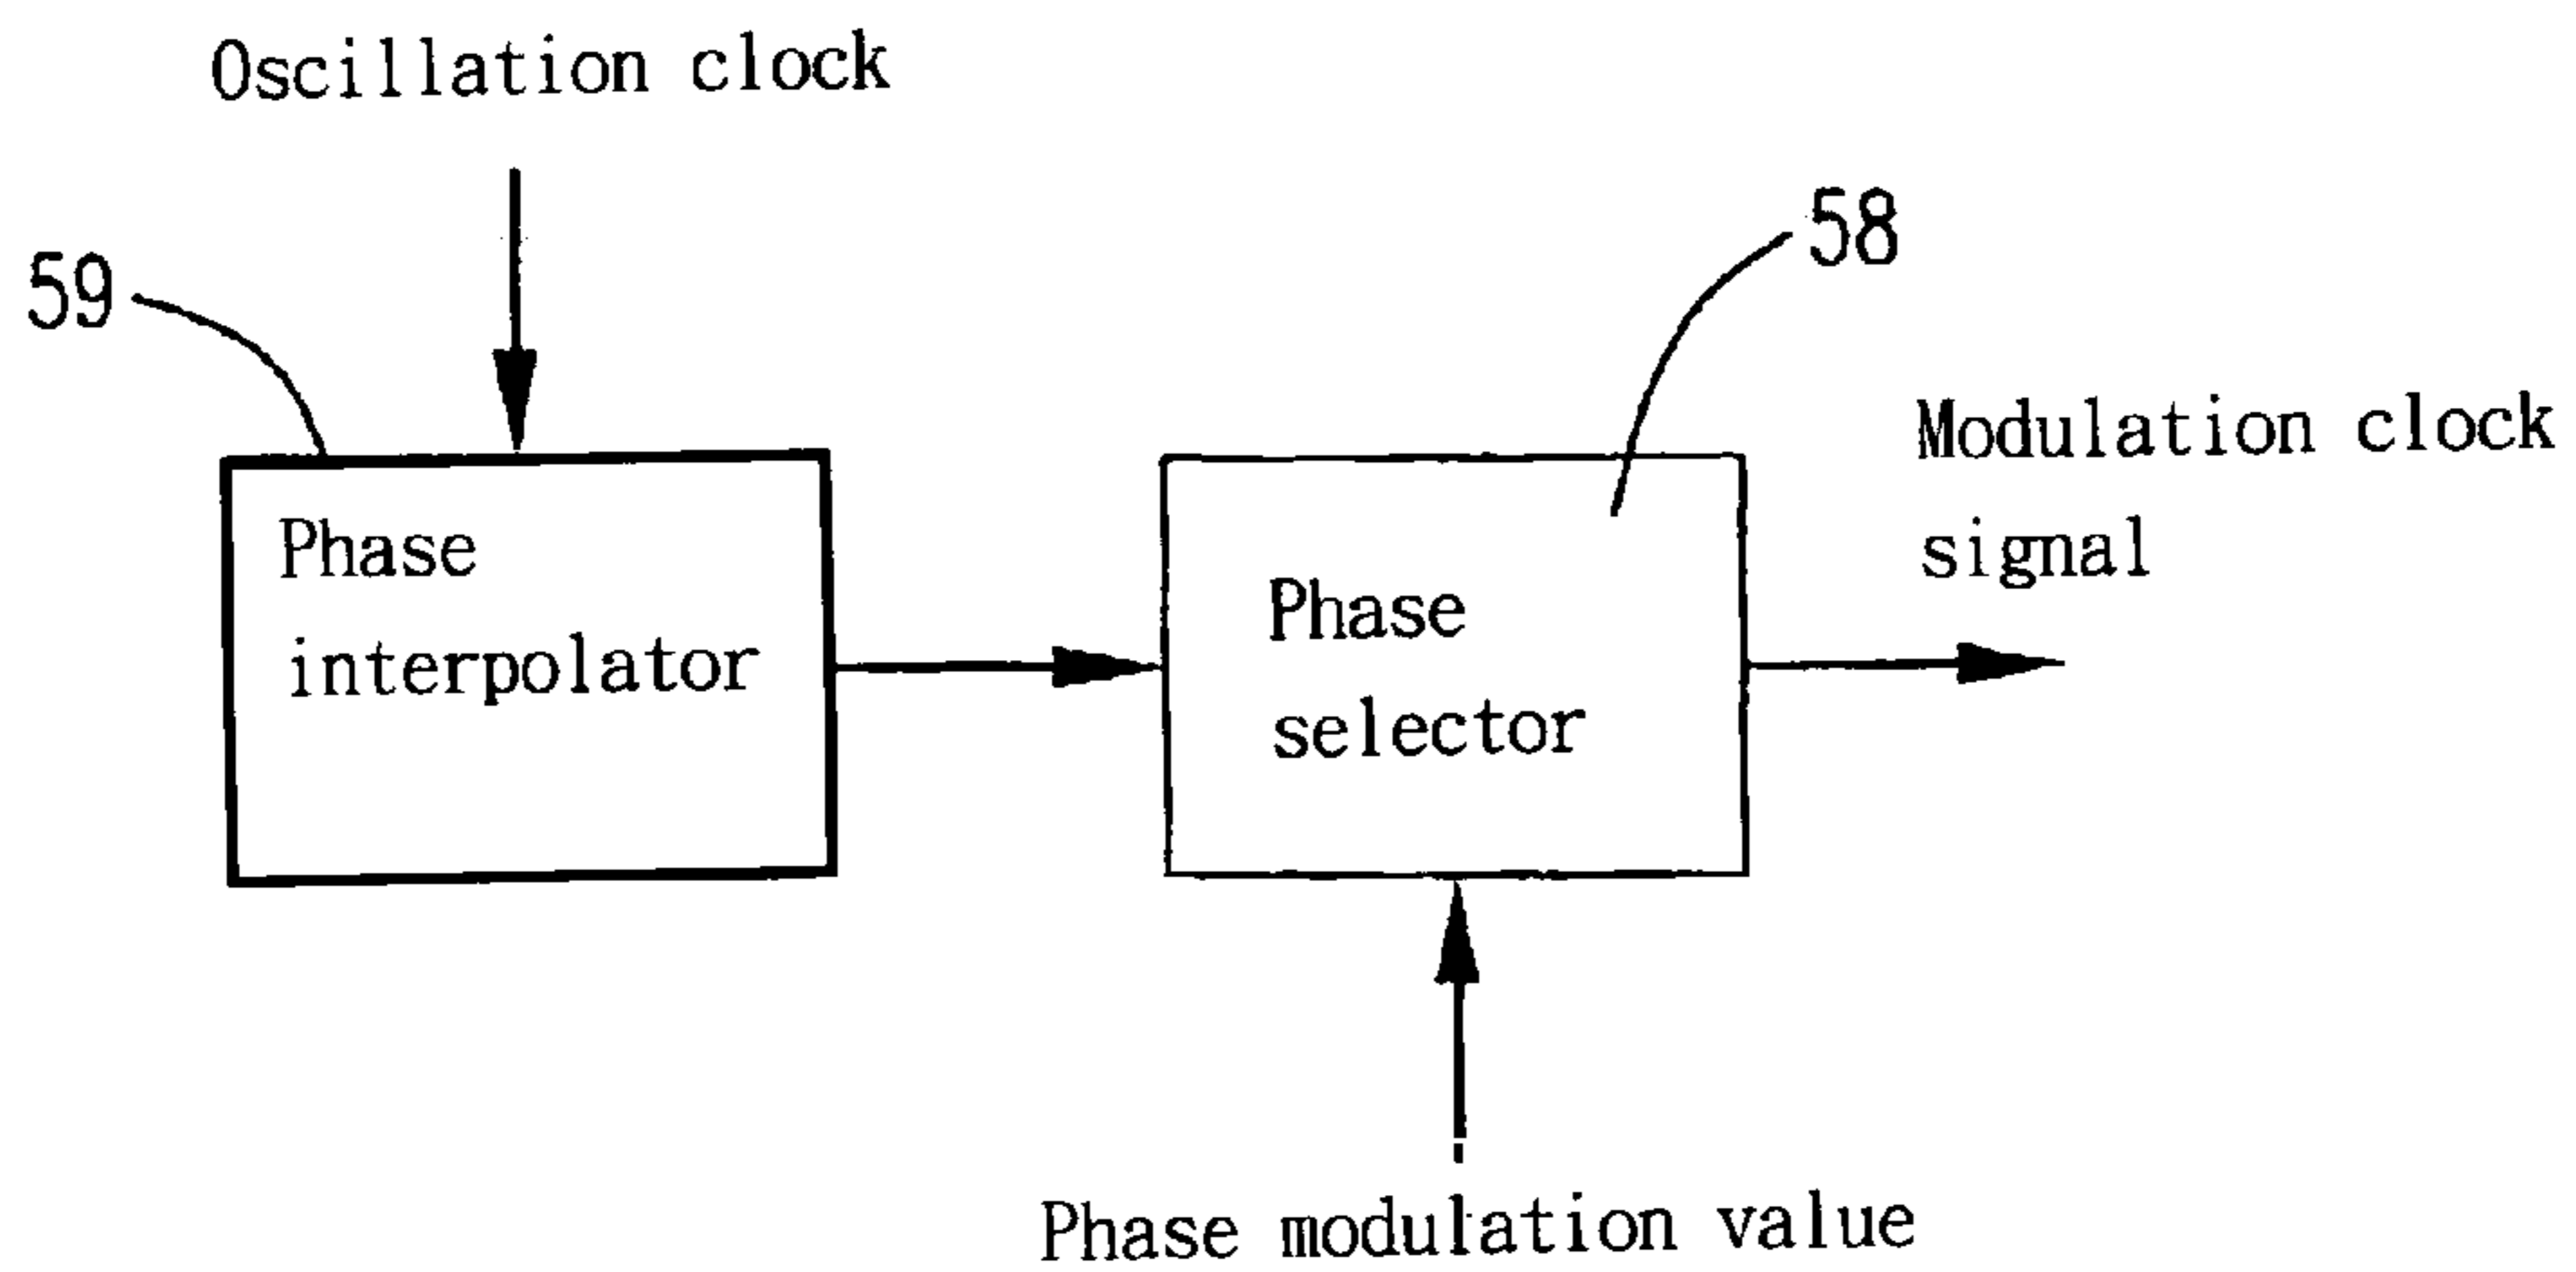 Oscillation clock
59
58
Phase
interpolator
Phase
selector
Modulation clock
signal
Phase modulation value